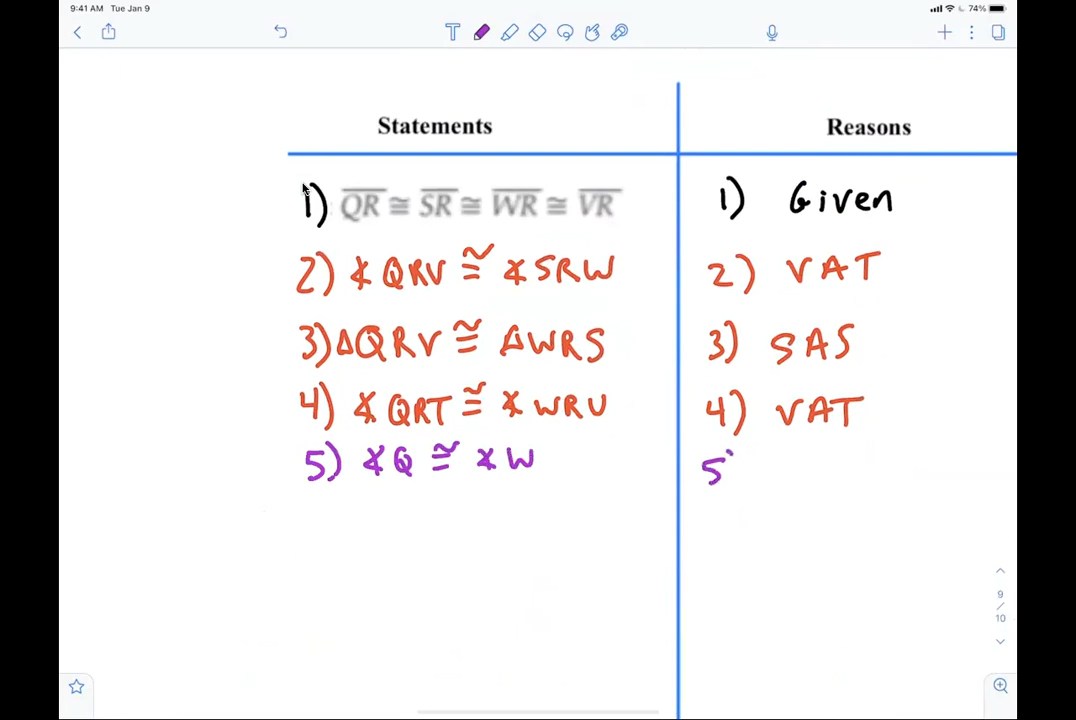 9:41 AM Tue Jan 9
74%
T
Statements
Reasons
1) QR ≅ SR ≅ WR ≅ VR
1) Given
2) ∡ QRV ≅ ∡ SRW
2) VAT
3) ΔQRV ≅ ΔWRS
3) SAS
4) ∡ QRT ≅ ∡ WRU
4) VAT
5) ∡ Q ≅ ∡ W
5
9
/
10